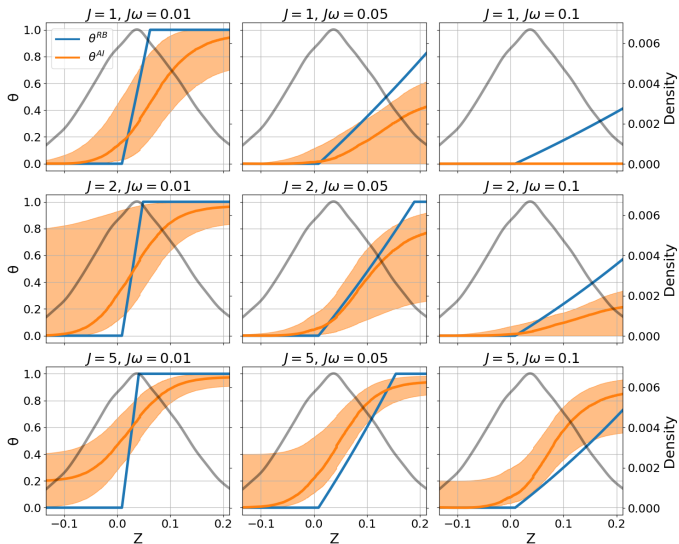 J = 1, Jω = 0.01
J = 1, Jω = 0.05
J = 1, Jω = 0.1
θ^{RB}
θ^{AI}
1.0
0.8
0.6
0.4
0.2
0.0
θ
0.006
0.004
0.002
0.000
Density
J = 2, Jω = 0.01
J = 2, Jω = 0.05
J = 2, Jω = 0.1
1.0
0.8
0.6
0.4
0.2
0.0
θ
0.006
0.004
0.002
0.000
Density
J = 5, Jω = 0.01
J = 5, Jω = 0.05
J = 5, Jω = 0.1
1.0
0.8
0.6
0.4
0.2
0.0
θ
0.006
0.004
0.002
0.000
Density
−0.1 0.0 0.1 0.2
−0.1 0.0 0.1 0.2
−0.1 0.0 0.1 0.2
Z
Z
Z